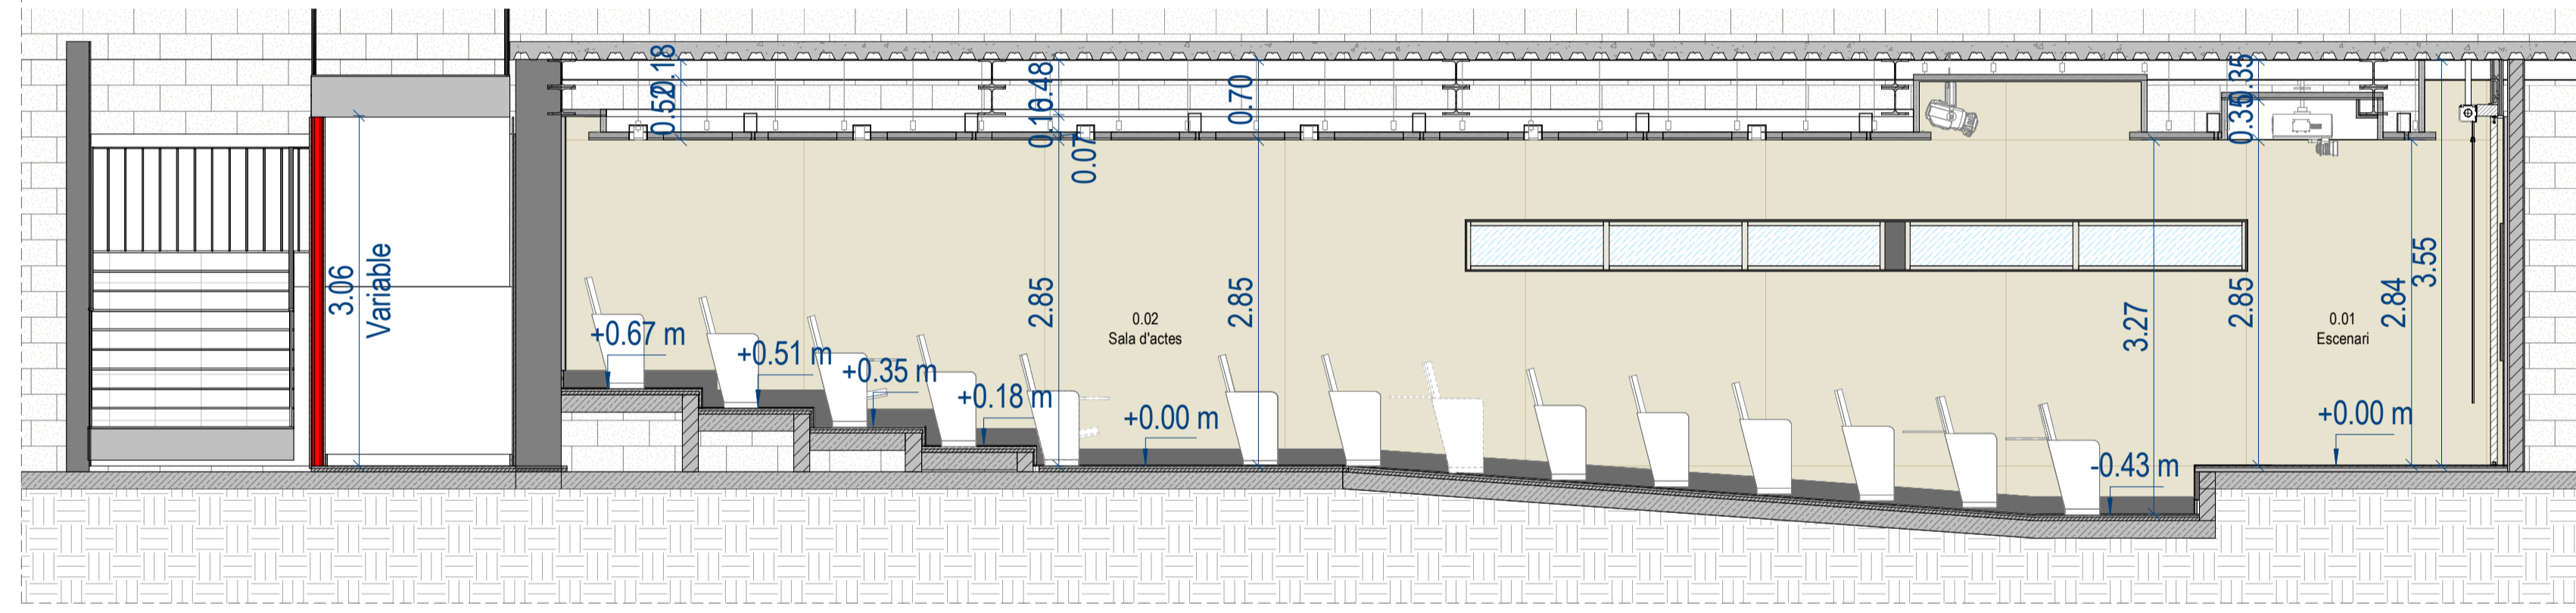 0.18
0.52
0.48
0.16
0.07
0.70
0.35
0.35
3.06
Variable
2.85
2.85
3.27
2.85
2.84
3.55
0.02
Sala d'actes
0.01
Escenari
+0.67 m
+0.51 m
+0.35 m
+0.18 m
+0.00 m
-0.43 m
+0.00 m